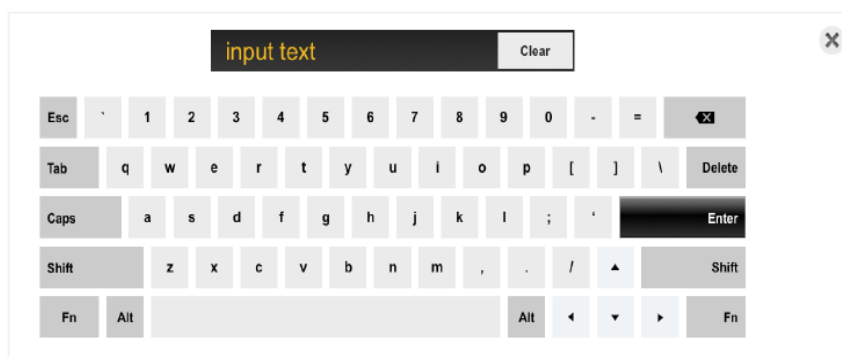 input text Clear
Esc ` 1 2 3 4 5 6 7 8 9 0 - =
Tab q w e r t y u i o p [ ] \ Delete
Caps a s d f g h j k l ; ‘ Enter
Shift z x c v b n m , . / Shift
Fn Alt Alt Fn